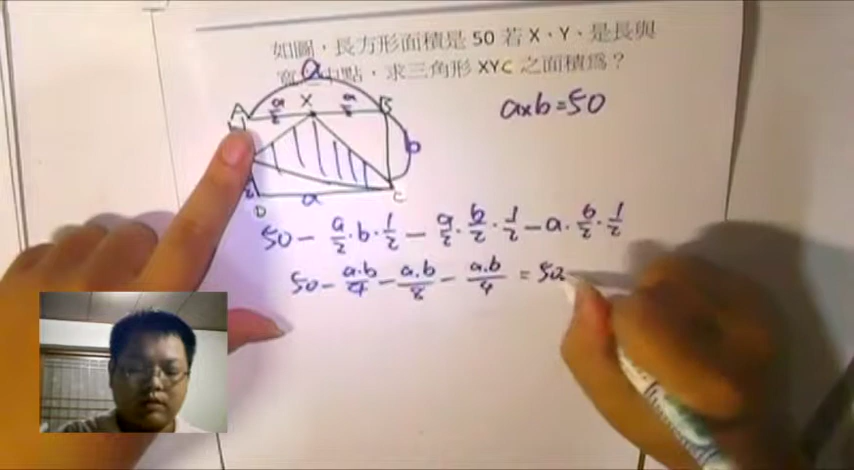 如圖，長方形面積是 50 若 X、Y、是長與
寬 中點，求三角形 XYC 之面積為？
a
A a/2 X a/2 B
a×b=50
b
D a C
50 - a/2·b·1/2 - a/2·b/2·1/2 - a·b/2·1/2
50 - a·b/4 - a·b/8 - a·b/4 = 50